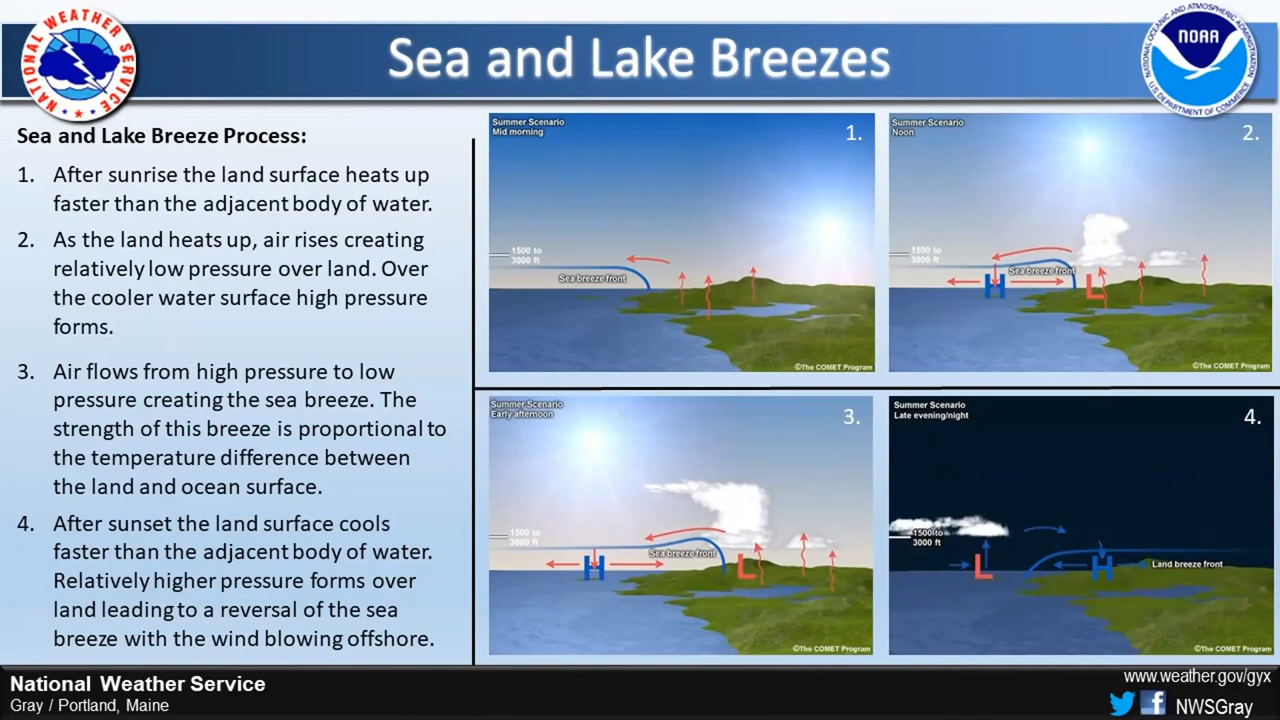 Sea and Lake Breezes
NATIONAL WEATHER SERVICE
NATIONAL OCEANIC AND ATMOSPHERIC ADMINISTRATION
NOAA
U.S. DEPARTMENT OF COMMERCE
Sea and Lake Breeze Process:
1. After sunrise the land surface heats up
faster than the adjacent body of water.
2. As the land heats up, air rises creating
relatively low pressure over land. Over
the cooler water surface high pressure
forms.
3. Air flows from high pressure to low
pressure creating the sea breeze. The
strength of this breeze is proportional to
the temperature difference between
the land and ocean surface.
4. After sunset the land surface cools
faster than the adjacent body of water.
Relatively higher pressure forms over
land leading to a reversal of the sea
breeze with the wind blowing offshore.
Summer Scenario
Mid morning
1.
1500 to
3000 ft
Sea breeze front
©The COMET Program
Summer Scenario
Noon
2.
1500 to
3000 ft
Sea breeze front
H
L
©The COMET Program
Summer Scenario
Early afternoon
3.
1500 to
3000 ft
Sea breeze front
H
L
©The COMET Program
Summer Scenario
Late evening/night
4.
1500 to
3000 ft
L
H
Land breeze front
©The COMET Program
National Weather Service
Gray / Portland, Maine
www.weather.gov/gyx
NWSGray